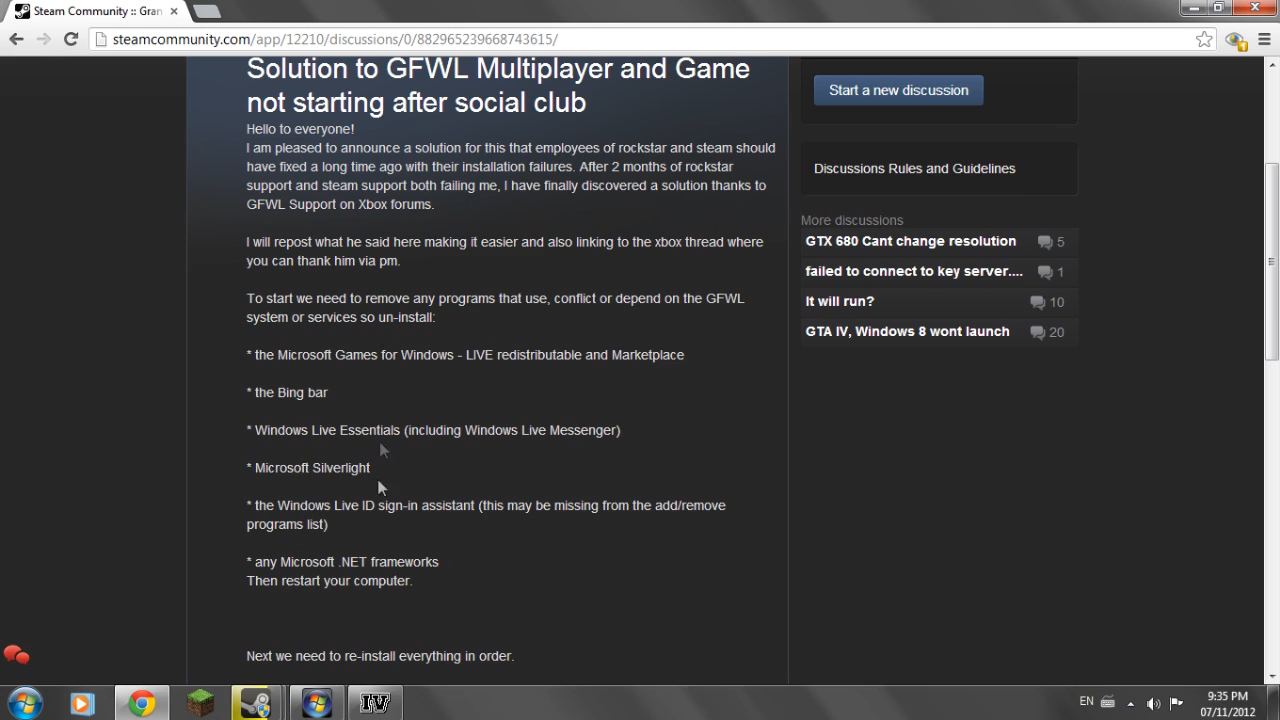 Steam Community :: Gran
steamcommunity.com/app/12210/discussions/0/882965239668743615/
Solution to GFWL Multiplayer and Game
not starting after social club
Hello to everyone!
I am pleased to announce a solution for this that employees of rockstar and steam should
have fixed a long time ago with their installation failures. After 2 months of rockstar
support and steam support both failing me, I have finally discovered a solution thanks to
GFWL Support on Xbox forums.
I will repost what he said here making it easier and also linking to the xbox thread where
you can thank him via pm.
To start we need to remove any programs that use, conflict or depend on the GFWL
system or services so un-install:
* the Microsoft Games for Windows - LIVE redistributable and Marketplace
* the Bing bar
* Windows Live Essentials (including Windows Live Messenger)
* Microsoft Silverlight
* the Windows Live ID sign-in assistant (this may be missing from the add/remove
programs list)
* any Microsoft .NET frameworks
Then restart your computer.
Next we need to re-install everything in order.
Start a new discussion
Discussions Rules and Guidelines
More discussions
GTX 680 Cant change resolution 5
failed to connect to key server.... 1
It will run? 10
GTA IV, Windows 8 wont launch 20
IV
EN
9:35 PM
07/11/2012